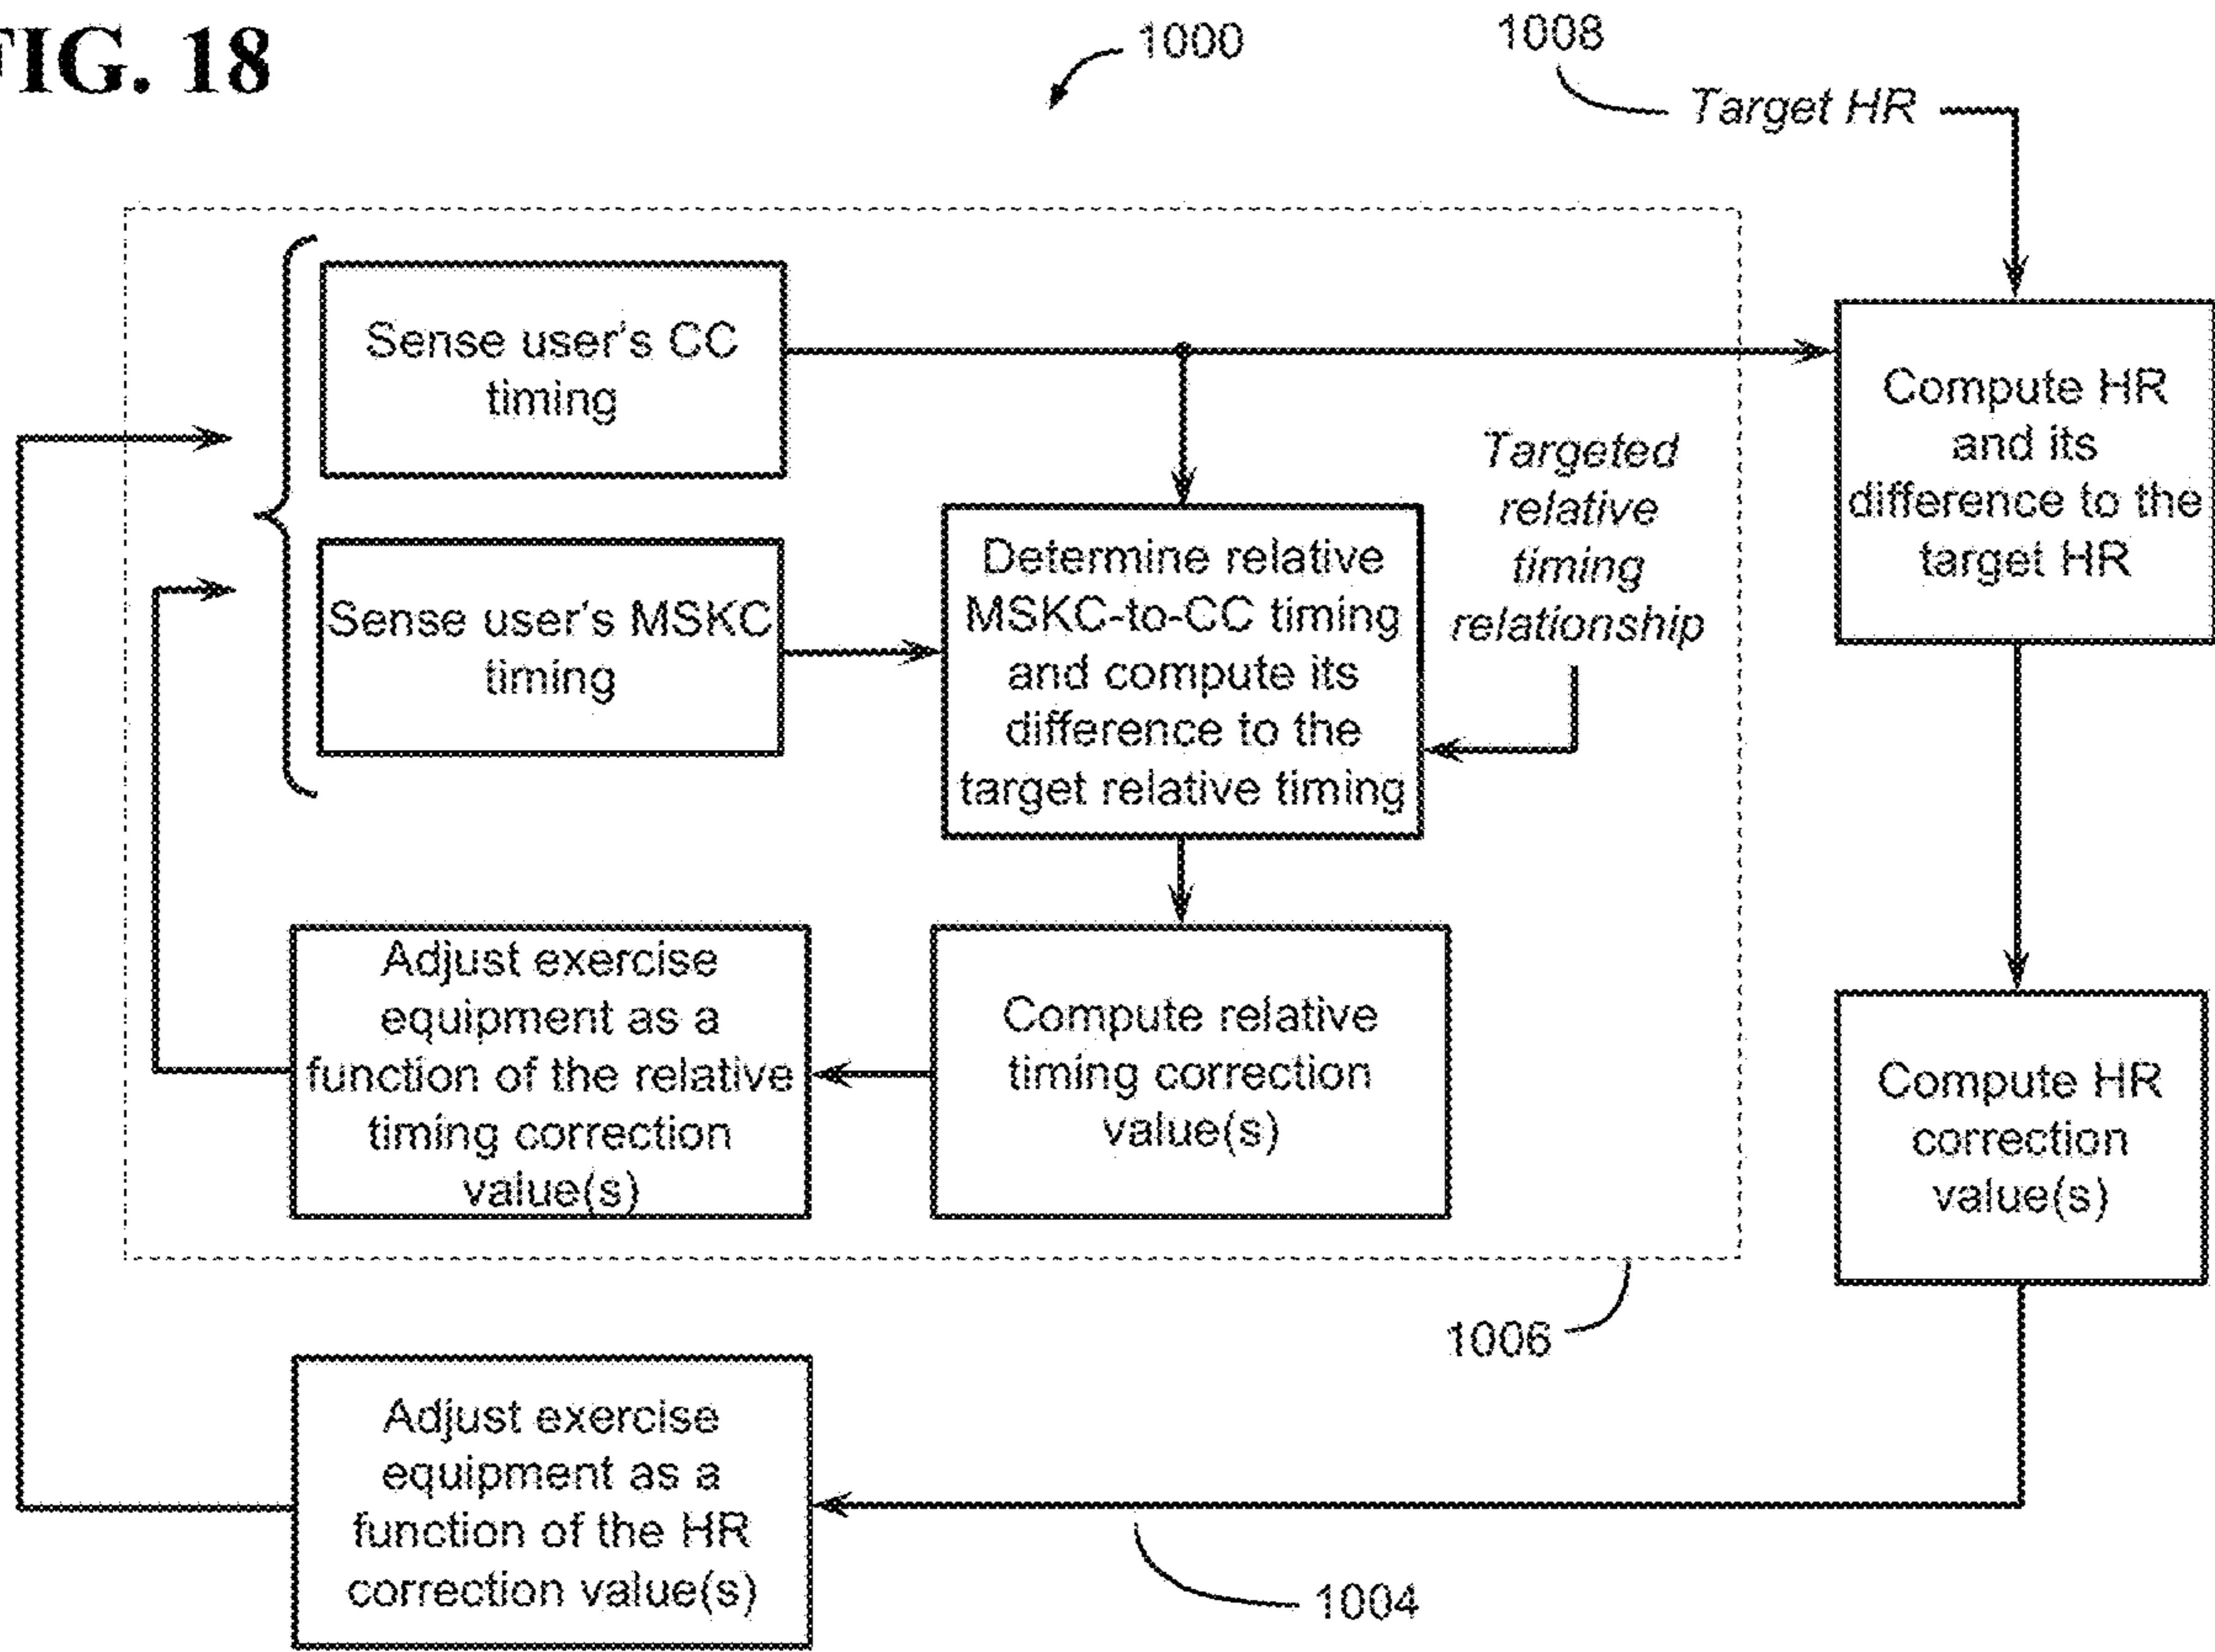 FIG. 18
1000
1008
Target HR
Sense user's CC
timing
Compute HR
and its
difference to the
target HR
Targeted
relative
timing
relationship
Sense user's MSKC
timing
Determine relative
MSKC-to-CC timing
and compute its
difference to the
target relative timing
Adjust exercise
equipment as a
function of the relative
timing correction
value(s)
Compute relative
timing correction
value(s)
Compute HR
correction
value(s)
1006
Adjust exercise
equipment as a
function of the HR
correction value(s)
1004